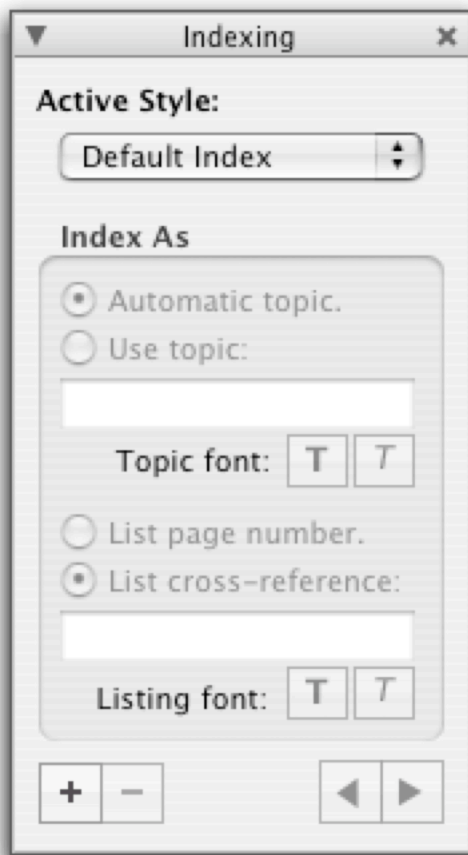 Indexing
Active Style:
Default Index
Index As
Automatic topic.
Use topic:
Topic font: T T
List page number.
List cross-reference:
Listing font: T T
+ −